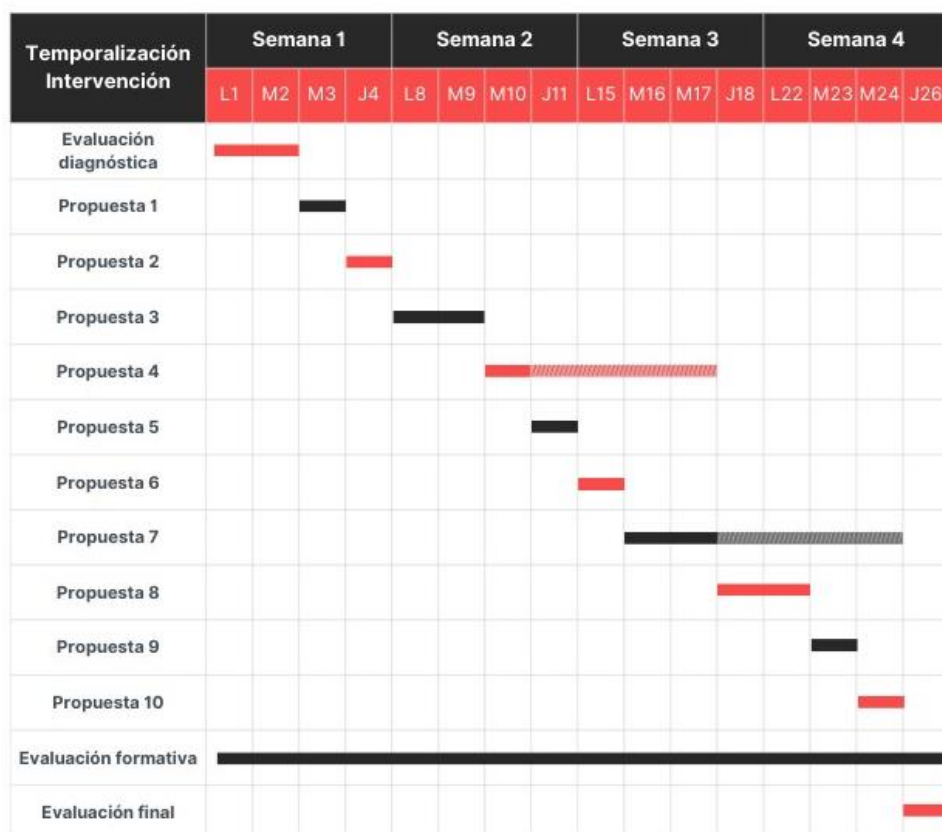 Temporalización
Intervención
Semana 1 Semana 2 Semana 3 Semana 4
L1 M2 M3 J4 L8 M9 M10 J11 L15 M16 M17 J18 L22 M23 M24 J26
Evaluación
diagnóstica
Propuesta 1
Propuesta 2
Propuesta 3
Propuesta 4
Propuesta 5
Propuesta 6
Propuesta 7
Propuesta 8
Propuesta 9
Propuesta 10
Evaluación formativa
Evaluación final